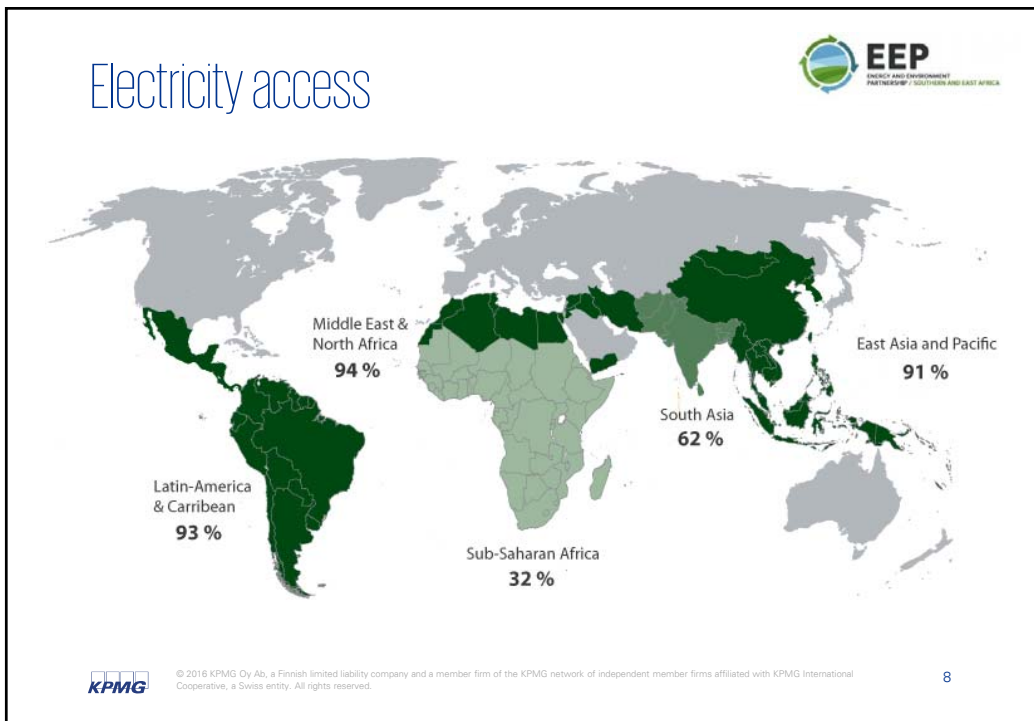 Electricity access
EEP
ENERGY AND ENVIRONMENT
PARTNERSHIP / SOUTHERN AND EAST AFRICA
Middle East &
North Africa
94 %
East Asia and Pacific
91 %
South Asia
62 %
Latin-America
& Carribean
93 %
Sub-Saharan Africa
32 %
KPMG
© 2016 KPMG Oy Ab, a Finnish limited liability company and a member firm of the KPMG network of independent member firms affiliated with KPMG International
Cooperative, a Swiss entity. All rights reserved.
8